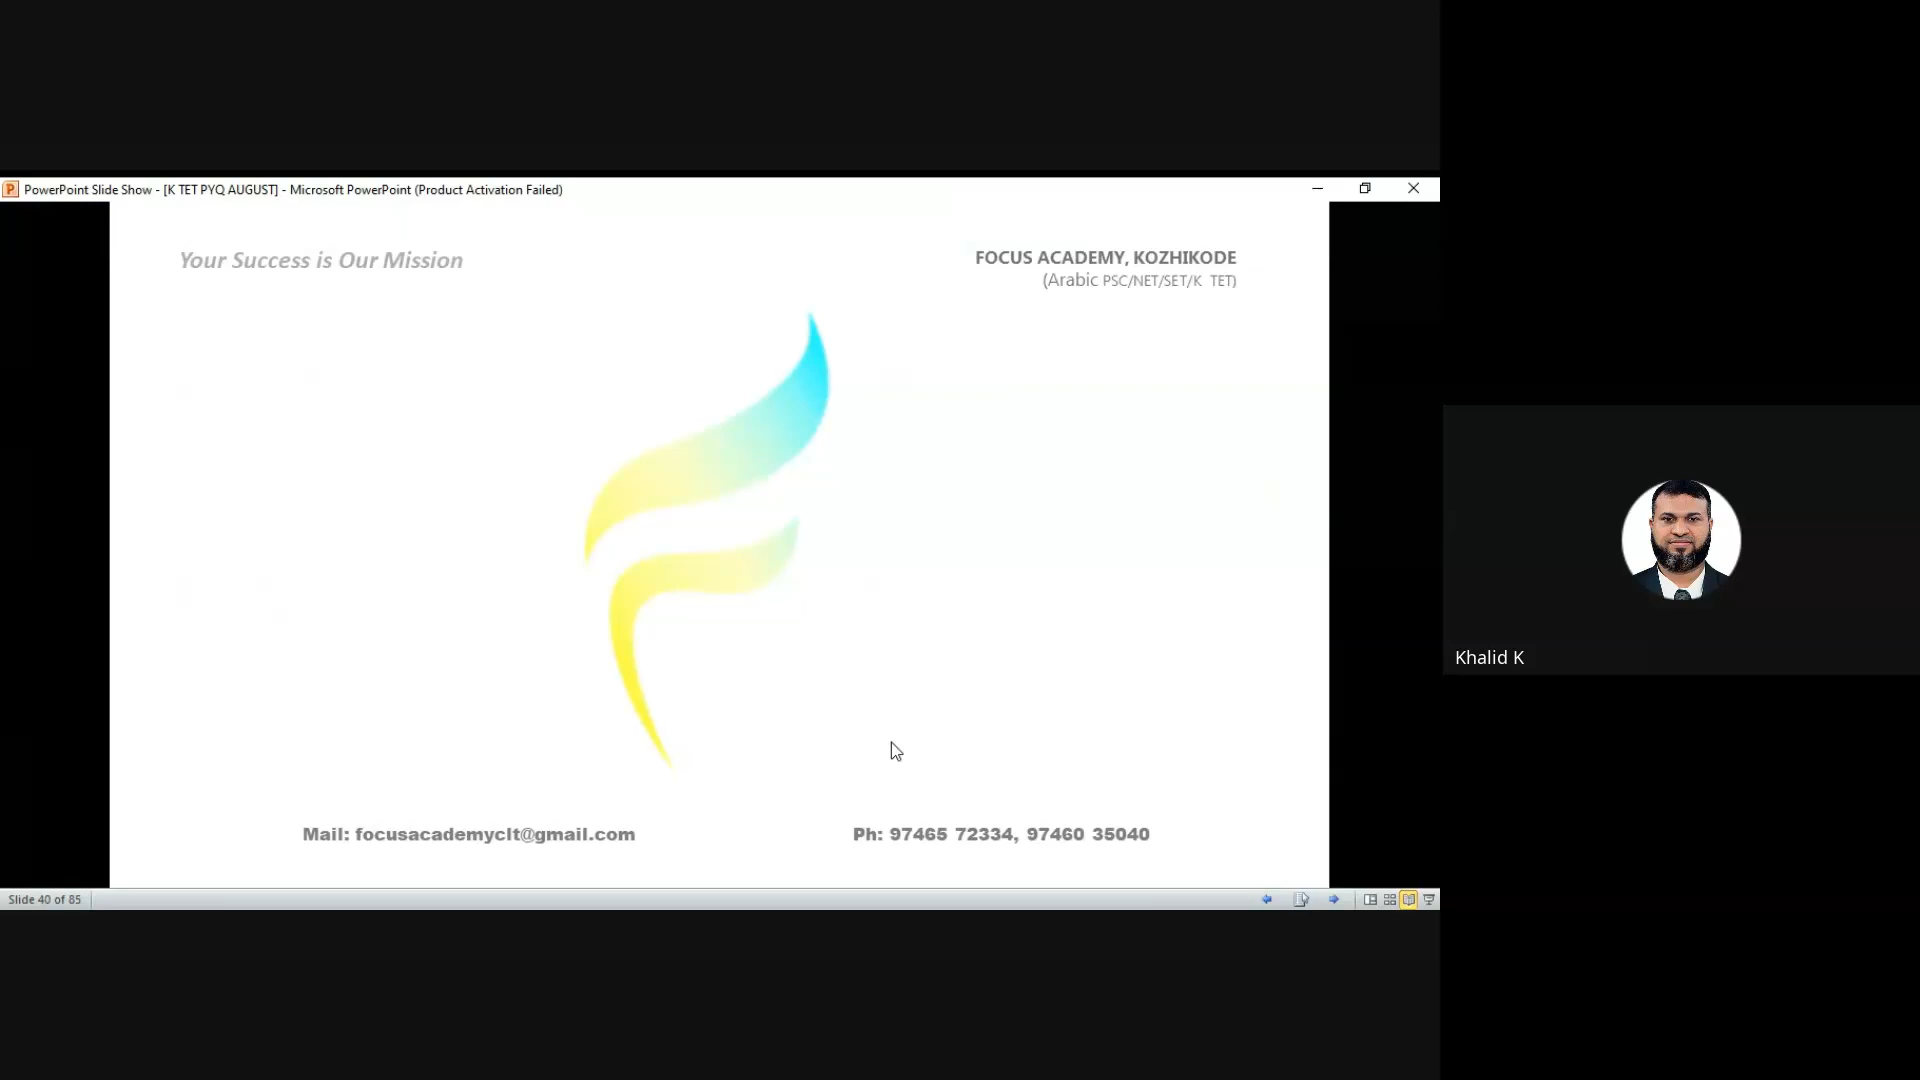 PowerPoint Slide Show - [K TET PYQ AUGUST] - Microsoft PowerPoint (Product Activation Failed)
Your Success is Our Mission
FOCUS ACADEMY, KOZHIKODE
(Arabic PSC/NET/SET/K TET)
Khalid K
Mail: focusacademyclt@gmail.com
Ph: 97465 72334, 97460 35040
Slide 40 of 85